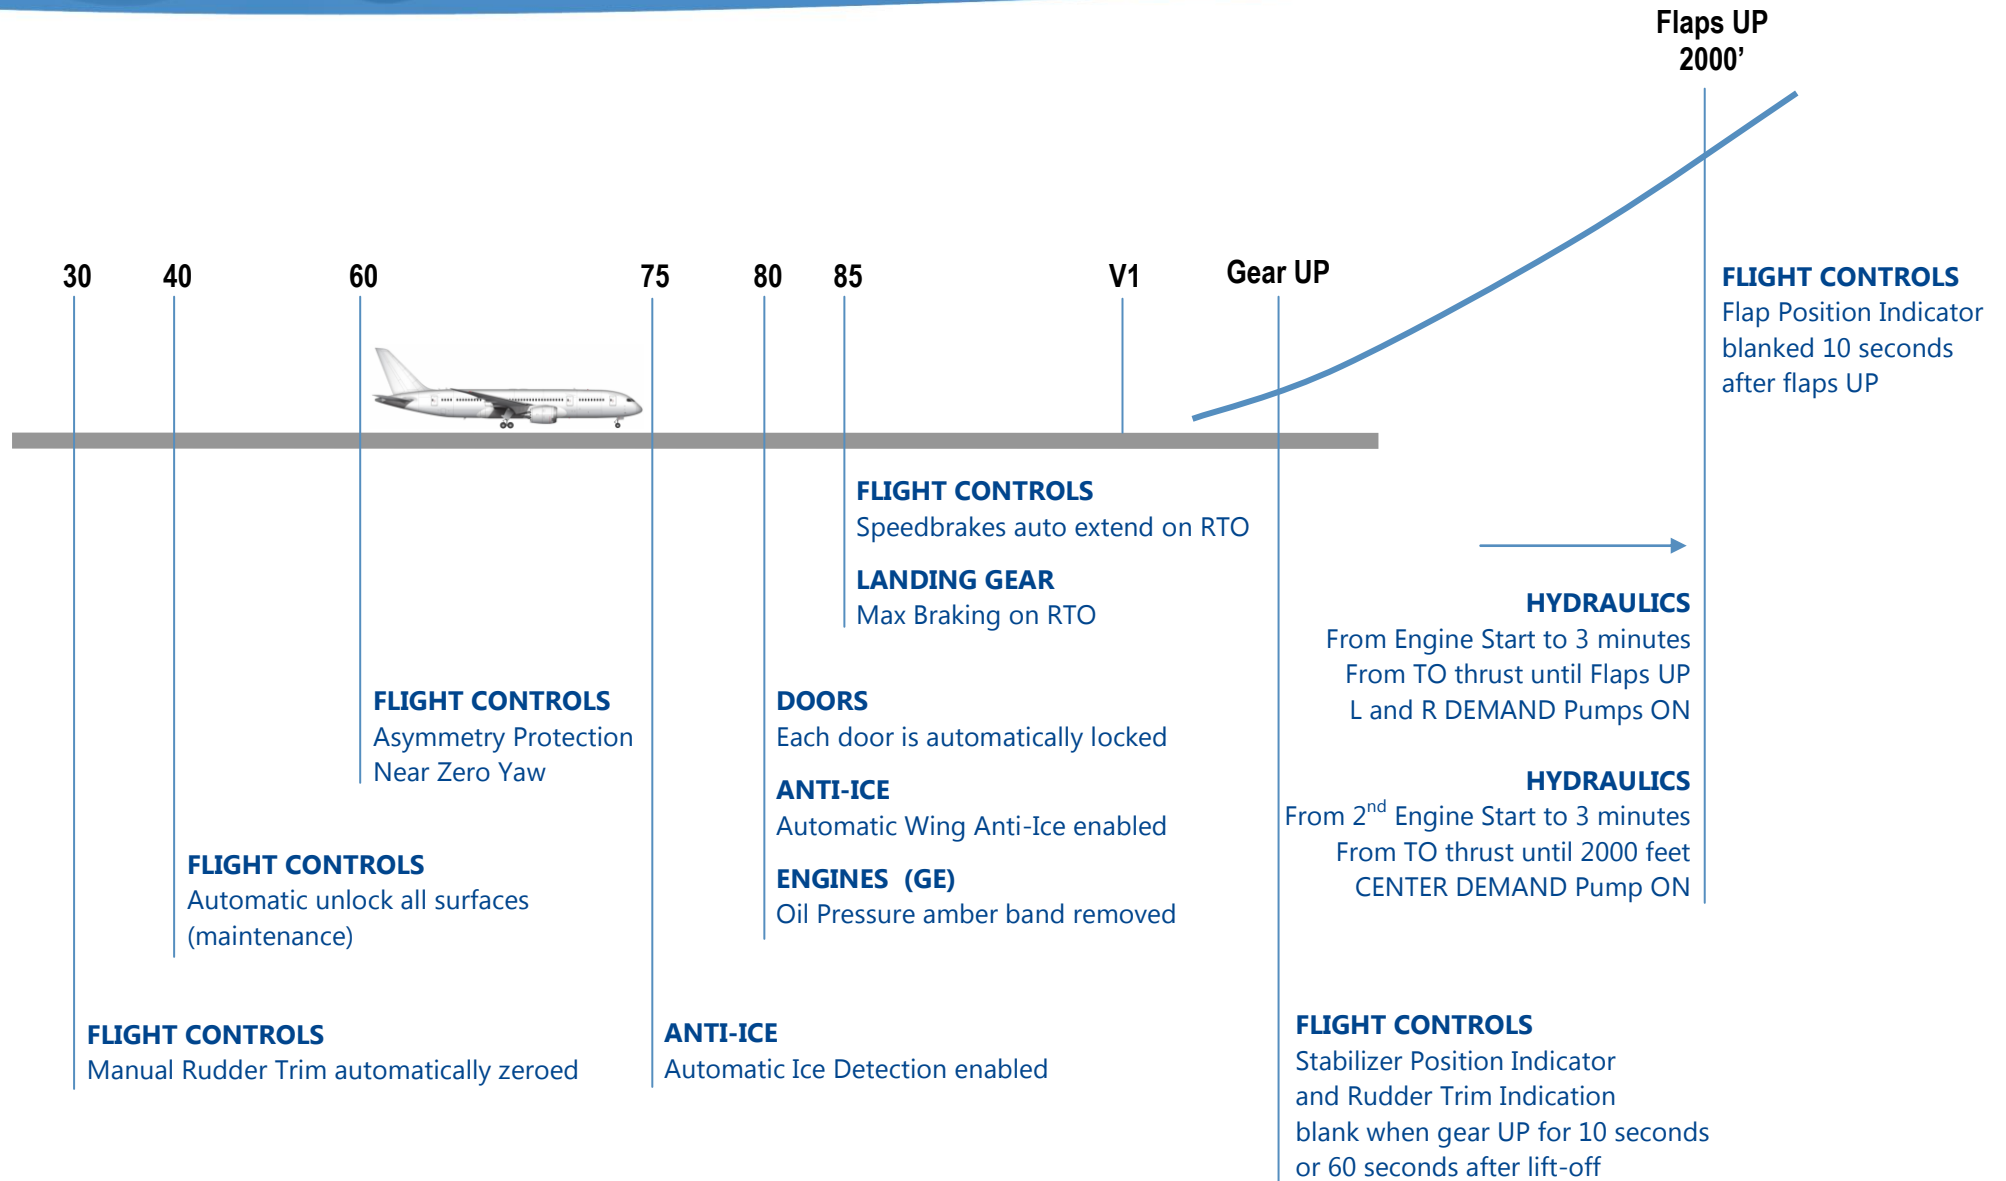 Flaps UP
2000’
30
40
60
75
80
85
V1
Gear UP
FLIGHT CONTROLS
Flap Position Indicator
blanked 10 seconds
after flaps UP
FLIGHT CONTROLS
Speedbrakes auto extend on RTO
LANDING GEAR
Max Braking on RTO
HYDRAULICS
From Engine Start to 3 minutes
From TO thrust until Flaps UP
L and R DEMAND Pumps ON
FLIGHT CONTROLS
Asymmetry Protection
Near Zero Yaw
DOORS
Each door is automatically locked
ANTI-ICE
Automatic Wing Anti-Ice enabled
ENGINES (GE)
Oil Pressure amber band removed
HYDRAULICS
From 2nd Engine Start to 3 minutes
From TO thrust until 2000 feet
CENTER DEMAND Pump ON
FLIGHT CONTROLS
Automatic unlock all surfaces
(maintenance)
FLIGHT CONTROLS
Manual Rudder Trim automatically zeroed
ANTI-ICE
Automatic Ice Detection enabled
FLIGHT CONTROLS
Stabilizer Position Indicator
and Rudder Trim Indication
blank when gear UP for 10 seconds
or 60 seconds after lift-off